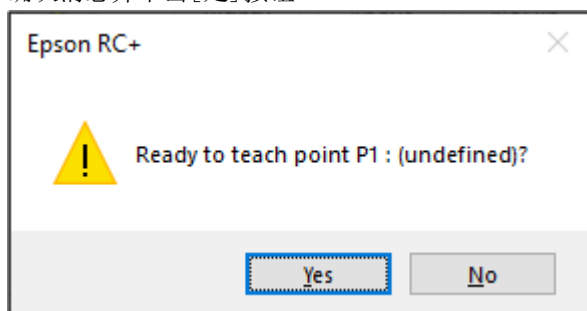 Epson RC+
Ready to teach point P1 : (undefined)?
Yes
No